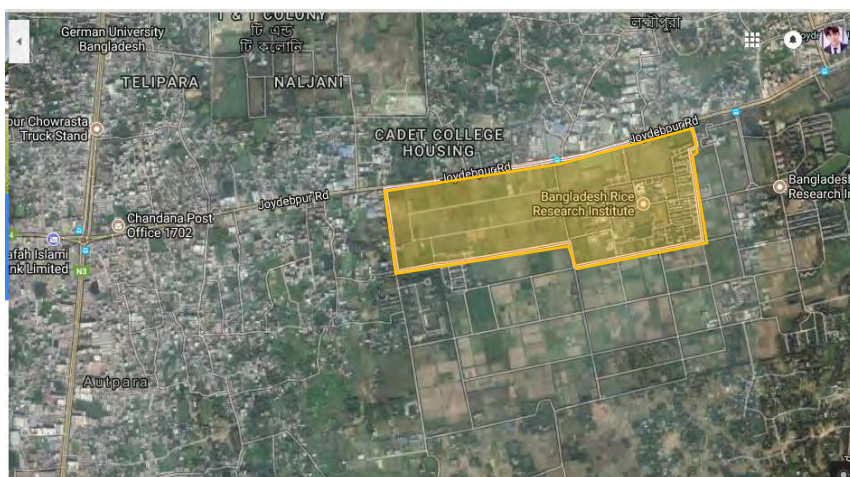 T & T COLONY
টি এন্ড
টি কলোনি
German University
Bangladesh
TELIPARA
NALJANI
pur Chowrasta
Truck Stand
CADET COLLEGE
HOUSING
Joydebpur Rd
Joydebpur Rd
Joydebpur Rd
Bangladesh Rice
Research Institute
Bangladesh
Research In
Chandana Post
Office 1702
afah Islami
nk Limited
N3
Autpara